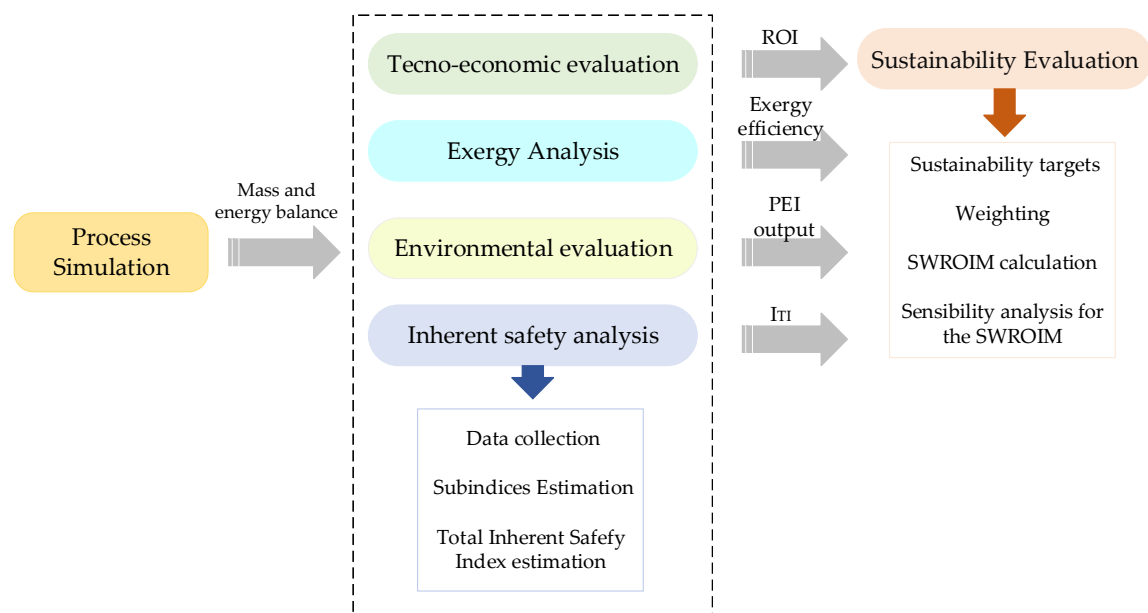 Process
Simulation
Mass and
energy balance
Tecno-economic evaluation
Exergy Analysis
Environmental evaluation
Inherent safety analysis
Data collection
Subindices Estimation
Total Inherent Safefy
Index estimation
ROI
Exergy
efficiency
PEI
output
ITI
Sustainability Evaluation
Sustainability targets
Weighting
SWROIM calculation
Sensibility analysis for
the SWROIM